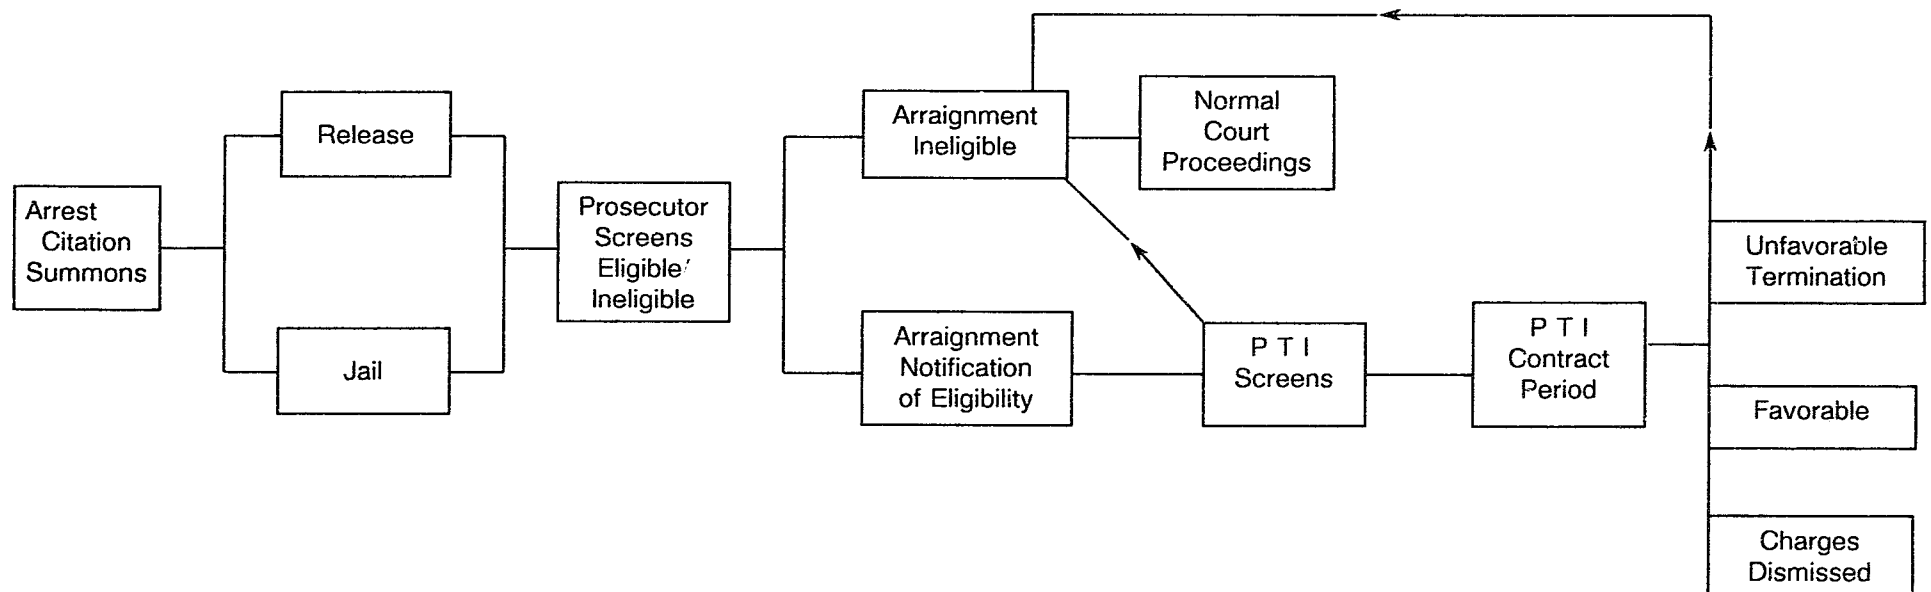 Arrest
Citation
Summons
Release
Jail
Prosecutor
Screens
Eligible/
Ineligible
Arraignment
Ineligible
Normal
Court
Proceedings
Arraignment
Notification
of Eligibility
P T I
Screens
P T I
Contract
Period
Unfavorable
Termination
Favorable
Charges
Dismissed